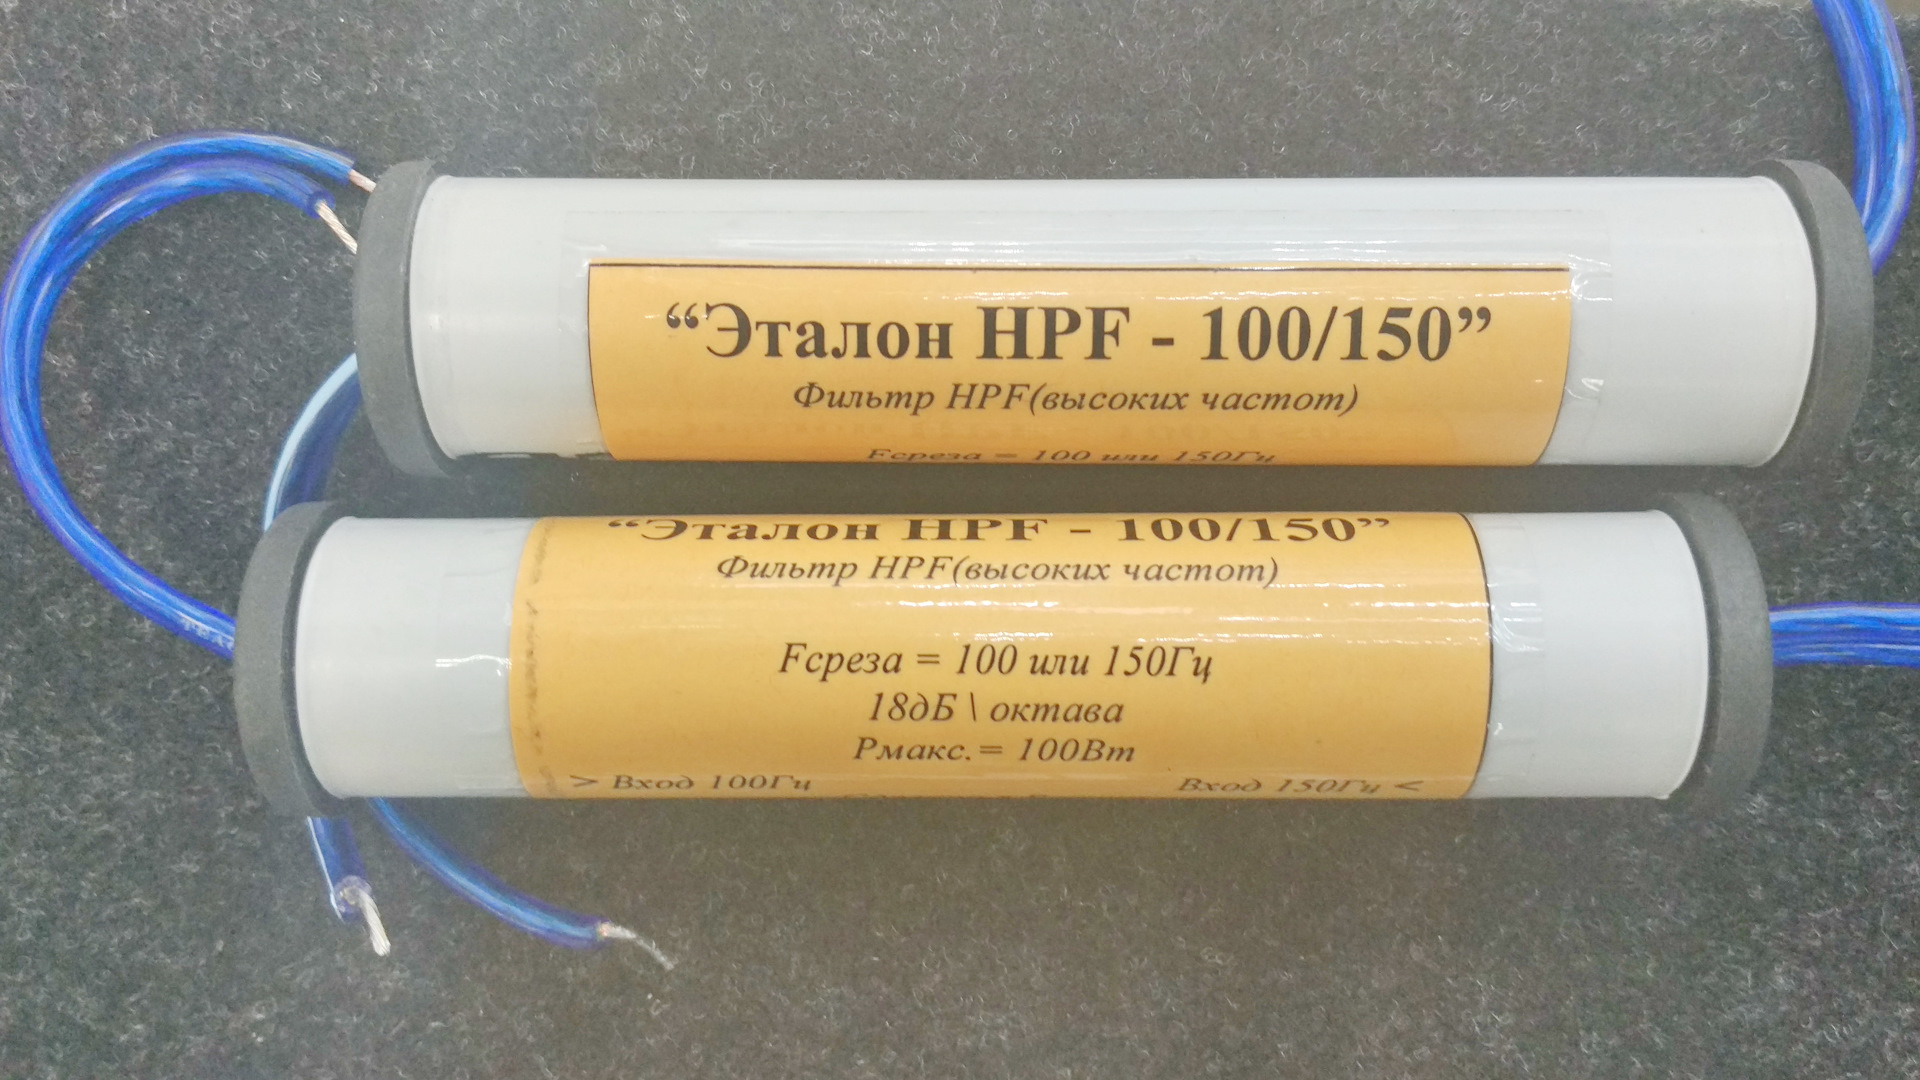 “Эталон HPF - 100/150”
Фильтр HPF(высоких частот)
Fсреза = 100 или 150Гц
“Эталон HPF - 100/150”
Фильтр HPF(высоких частот)
Fсреза = 100 или 150Гц
18дБ \ октава
Рмакс.= 100Вт
> Вход 100Гц Вход 150Гц <